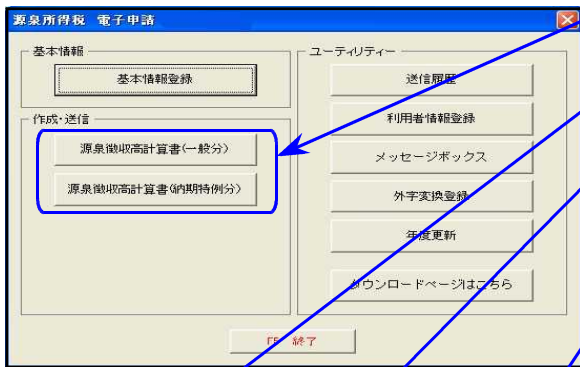 源泉所得税 電子申請
基本情報
基本情報登録
作成・送信
源泉徴収高計算書(一般分)
源泉徴収高計算書(納期特例分)
ユーティリティー
送信履歴
利用者情報登録
メッセージボックス
外字変換登録
年度更新
ダウンロードページはこちら
終了